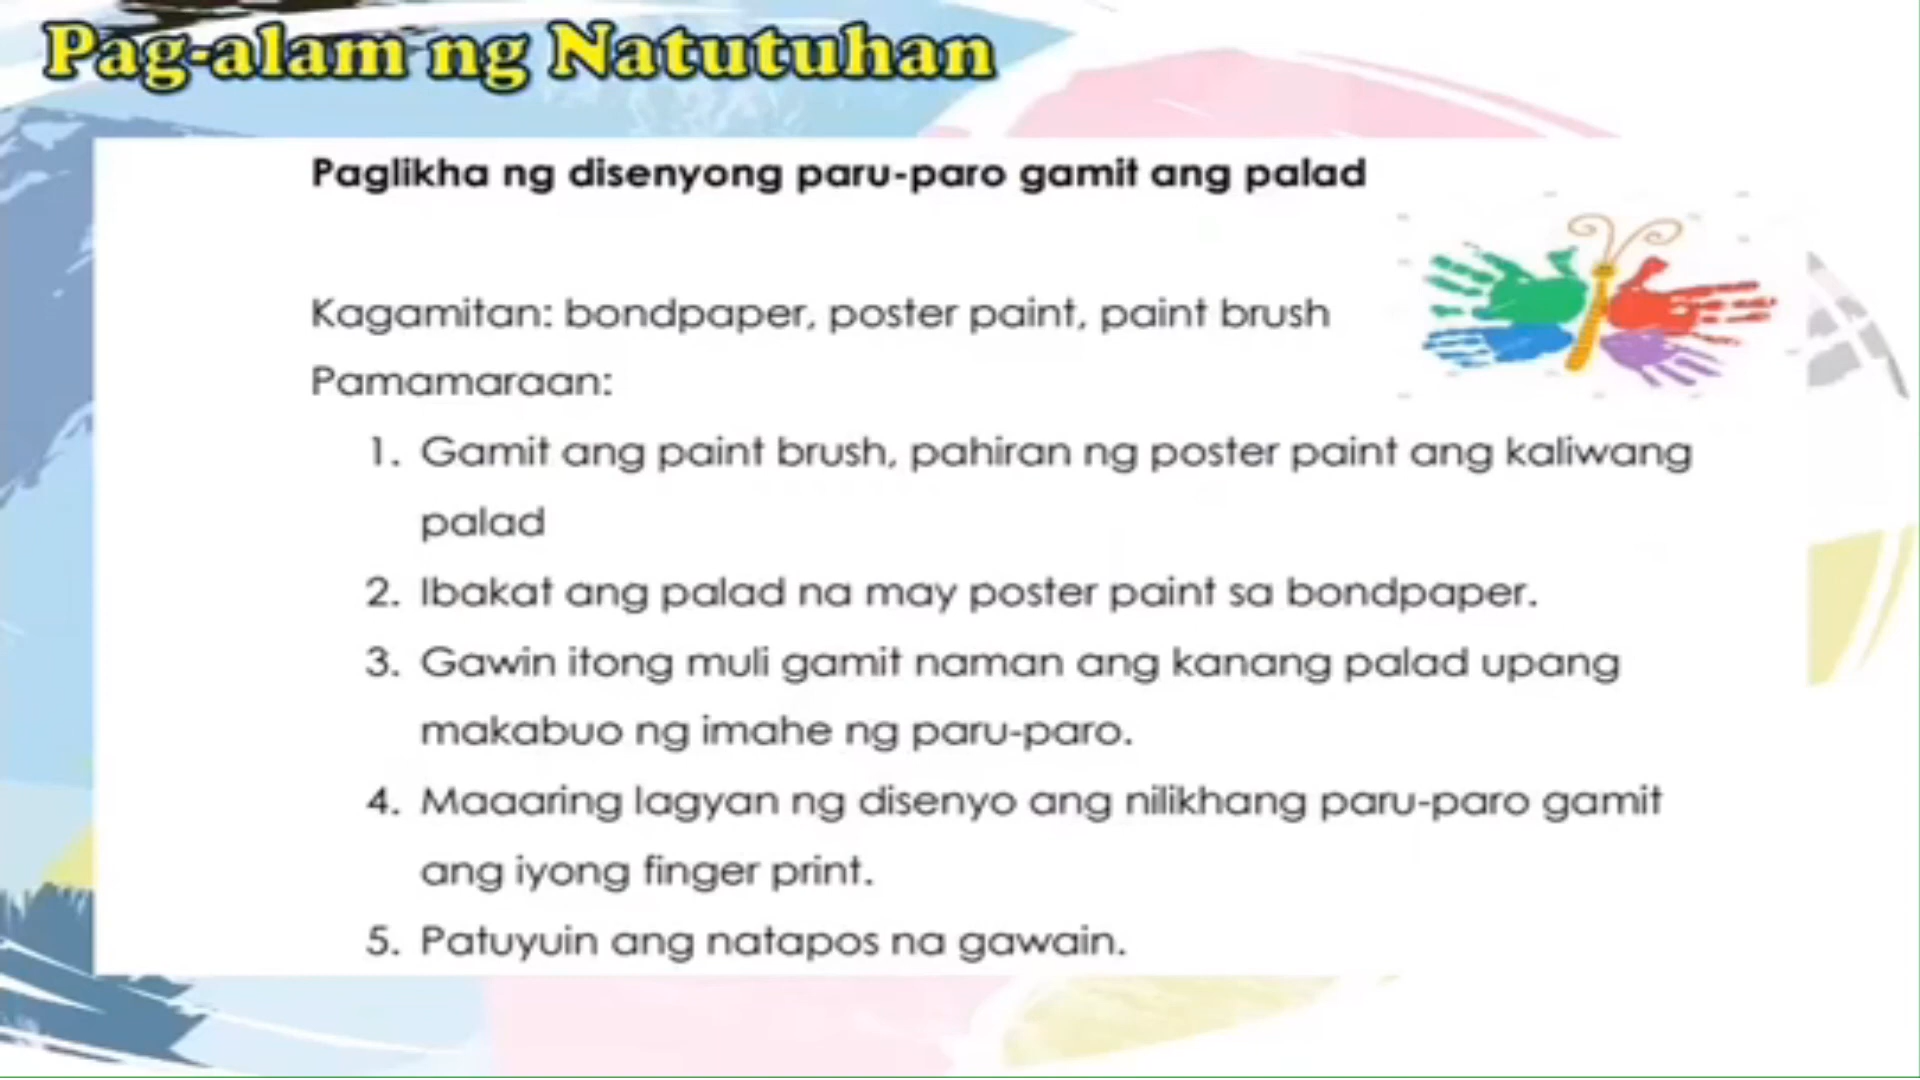 Pag-alam ng Natutuhan
Paglikha ng disenyong paru-paro gamit ang palad
Kagamitan: bondpaper, poster paint, paint brush
Pamamaraan:
1. Gamit ang paint brush, pahiran ng poster paint ang kaliwang
palad
2. Ibakat ang palad na may poster paint sa bondpaper.
3. Gawin itong muli gamit naman ang kanang palad upang
makabuo ng imahe ng paru-paro.
4. Maaaring lagyan ng disenyo ang nilikhang paru-paro gamit
ang iyong finger print.
5. Patuyuin ang natapos na gawain.